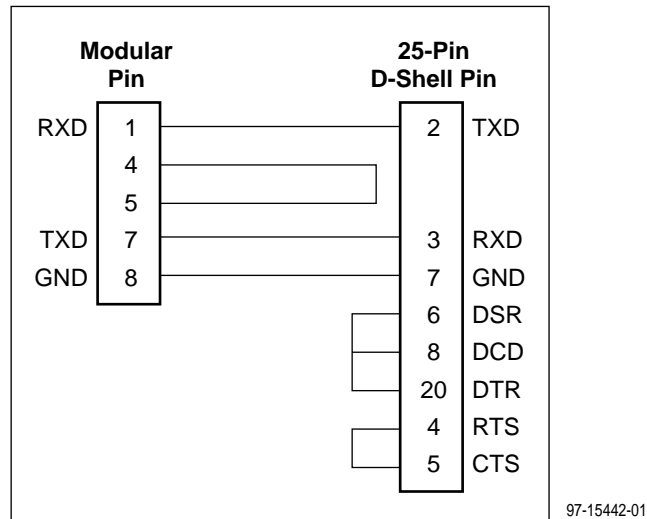 Modular Pin
25-Pin D-Shell Pin
RXD 1 2 TXD
4
5
TXD 7 3 RXD
GND 8 7 GND
6 DSR
8 DCD
20 DTR
4 RTS
5 CTS
97-15442-01